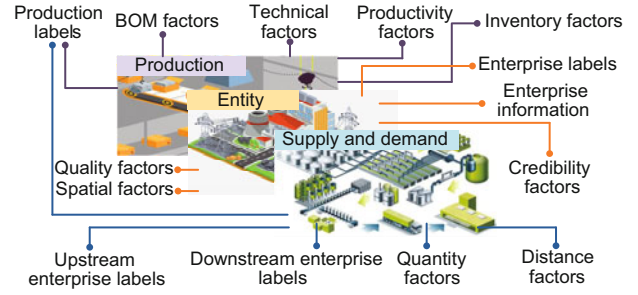 Production
labels
BOM factors
Technical
factors
Productivity
factors
Inventory factors
Production
Enterprise labels
Entity
Enterprise
information
Supply and demand
Quality factors
Spatial factors
Credibility
factors
Upstream
enterprise labels
Downstream enterprise
labels
Quantity
factors
Distance
factors